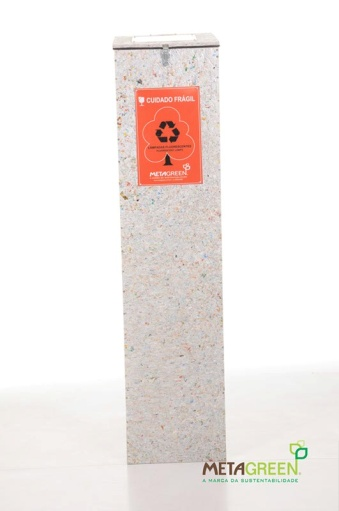 CUIDADO FRÁGIL
METAGREEN
METAGREEN
A MARCA DA SUSTENTABILIDADE